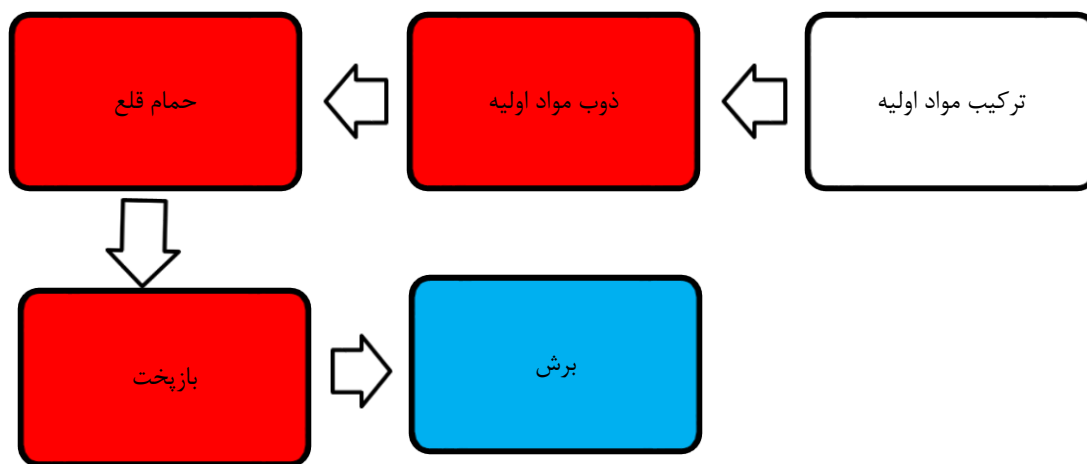 ترکیب مواد اولیه
ذوب مواد اولیه
حمام قلع
بازپخت
برش